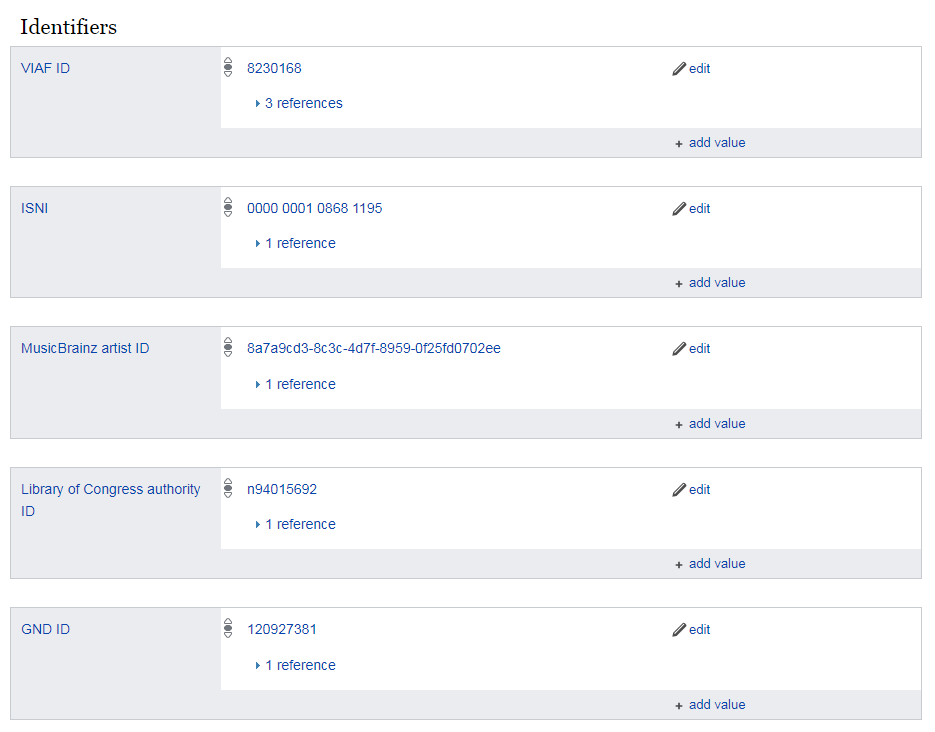 Identifiers
VIAF ID
8230168
edit
3 references
+ add value
ISNI
0000 0001 0868 1195
edit
1 reference
+ add value
MusicBrainz artist ID
8a7a9cd3-8c3c-4d7f-8959-0f25fd0702ee
edit
1 reference
+ add value
Library of Congress authority
ID
n94015692
edit
1 reference
+ add value
GND ID
120927381
edit
1 reference
+ add value